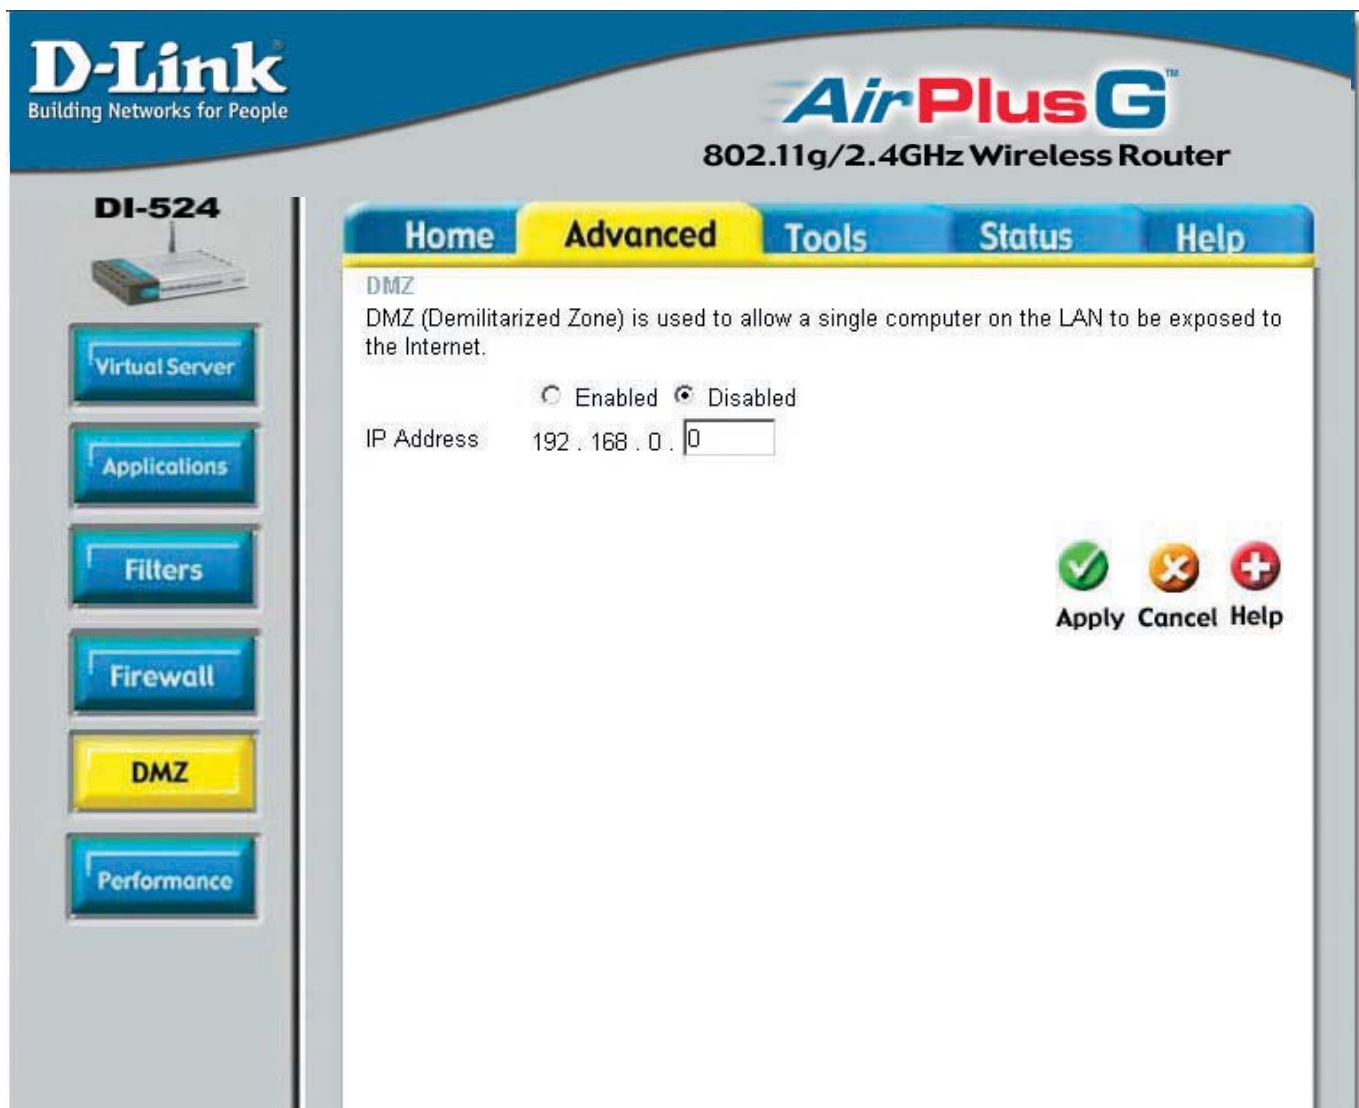 D-Link
Building Networks for People
AirPlus G™
802.11g/2.4GHz Wireless Router
DI-524
Home Advanced Tools Status Help
Virtual Server
Applications
Filters
Firewall
DMZ
Performance
DMZ
DMZ (Demilitarized Zone) is used to allow a single computer on the LAN to be exposed to
the Internet.
Enabled Disabled
IP Address 192 . 168 . 0 . 0
Apply Cancel Help